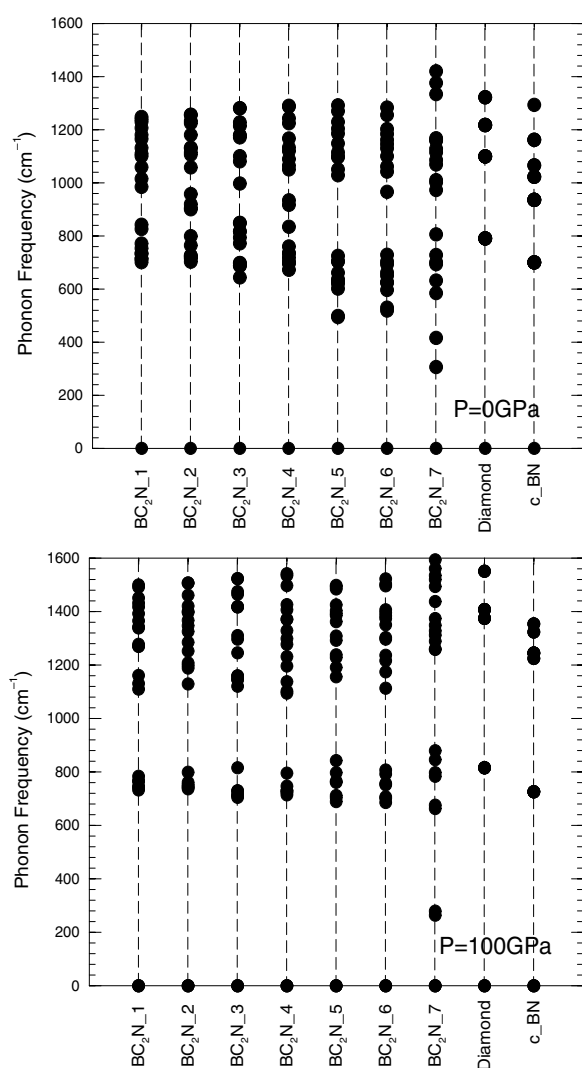 1600
1400
1200
1000
800
600
400
200
0
Phonon Frequency (cm⁻¹)
P=0GPa
BC₂N_1
BC₂N_2
BC₂N_3
BC₂N_4
BC₂N_5
BC₂N_6
BC₂N_7
Diamond
c_BN
1600
1400
1200
1000
800
600
400
200
0
Phonon Frequency (cm⁻¹)
P=100GPa
BC₂N_1
BC₂N_2
BC₂N_3
BC₂N_4
BC₂N_5
BC₂N_6
BC₂N_7
Diamond
c_BN